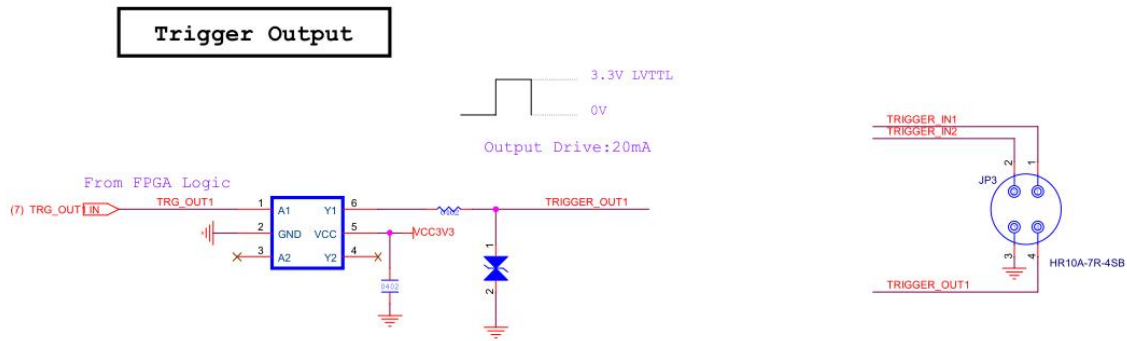 Trigger Output
3.3V LVTTL
0V
Output Drive:20mA
From FPGA Logic
(7) TRG_OUT1 IN
TRG_OUT1
1 A1 Y1 6
2 GND VCC 5
3 A2 Y2 4
0402
TRIGGER_OUT1
VCC3V3
0402
1
2
TRIGGER_IN1
TRIGGER_IN2
2 1
JP3
3 4
HR10A-7R-4SB
TRIGGER_OUT1